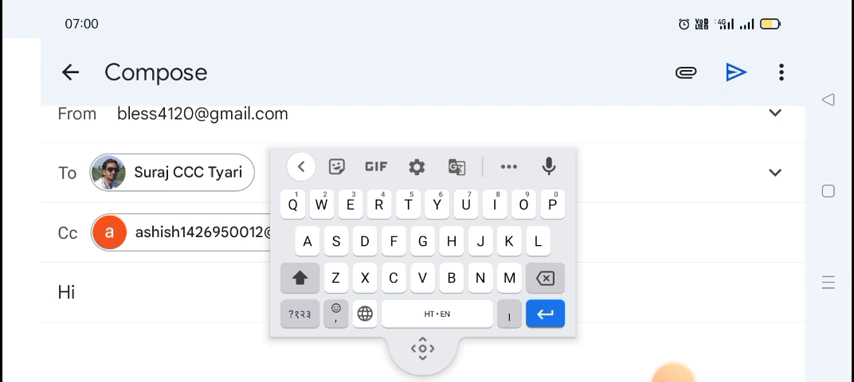 07:00
Compose
From bless4120@gmail.com
To Suraj CCC Tyari
Cc a ashish1426950012@
GIF
1 2 3 4 5 6 7 8 9 0
Q W E R T Y U I O P
A S D F G H J K L
Z X C V B N M
?१२३ , HT • EN ।
Hi